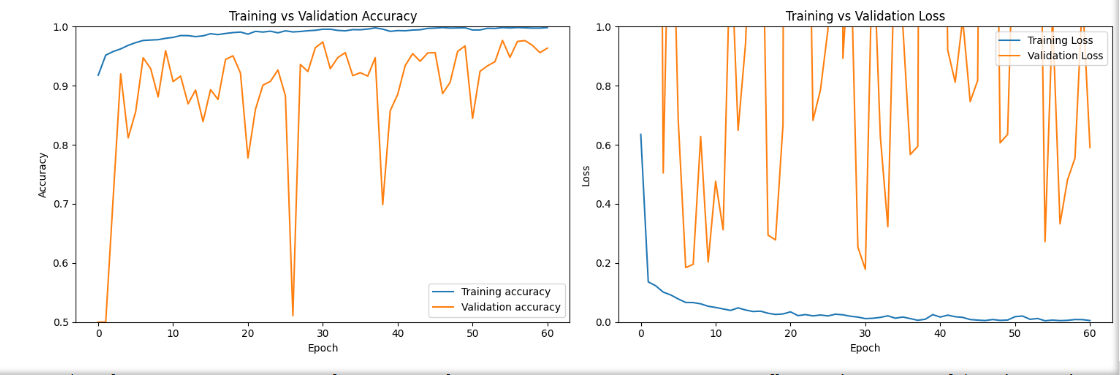 Training vs Validation Accuracy
1.0
0.9
0.8
0.7
0.6
0.5
Accuracy
0
10
20
30
40
50
60
Epoch
Training accuracy
Validation accuracy
Training vs Validation Loss
1.0
0.8
0.6
0.4
0.2
0.0
Loss
0
10
20
30
40
50
60
Epoch
Training Loss
Validation Loss